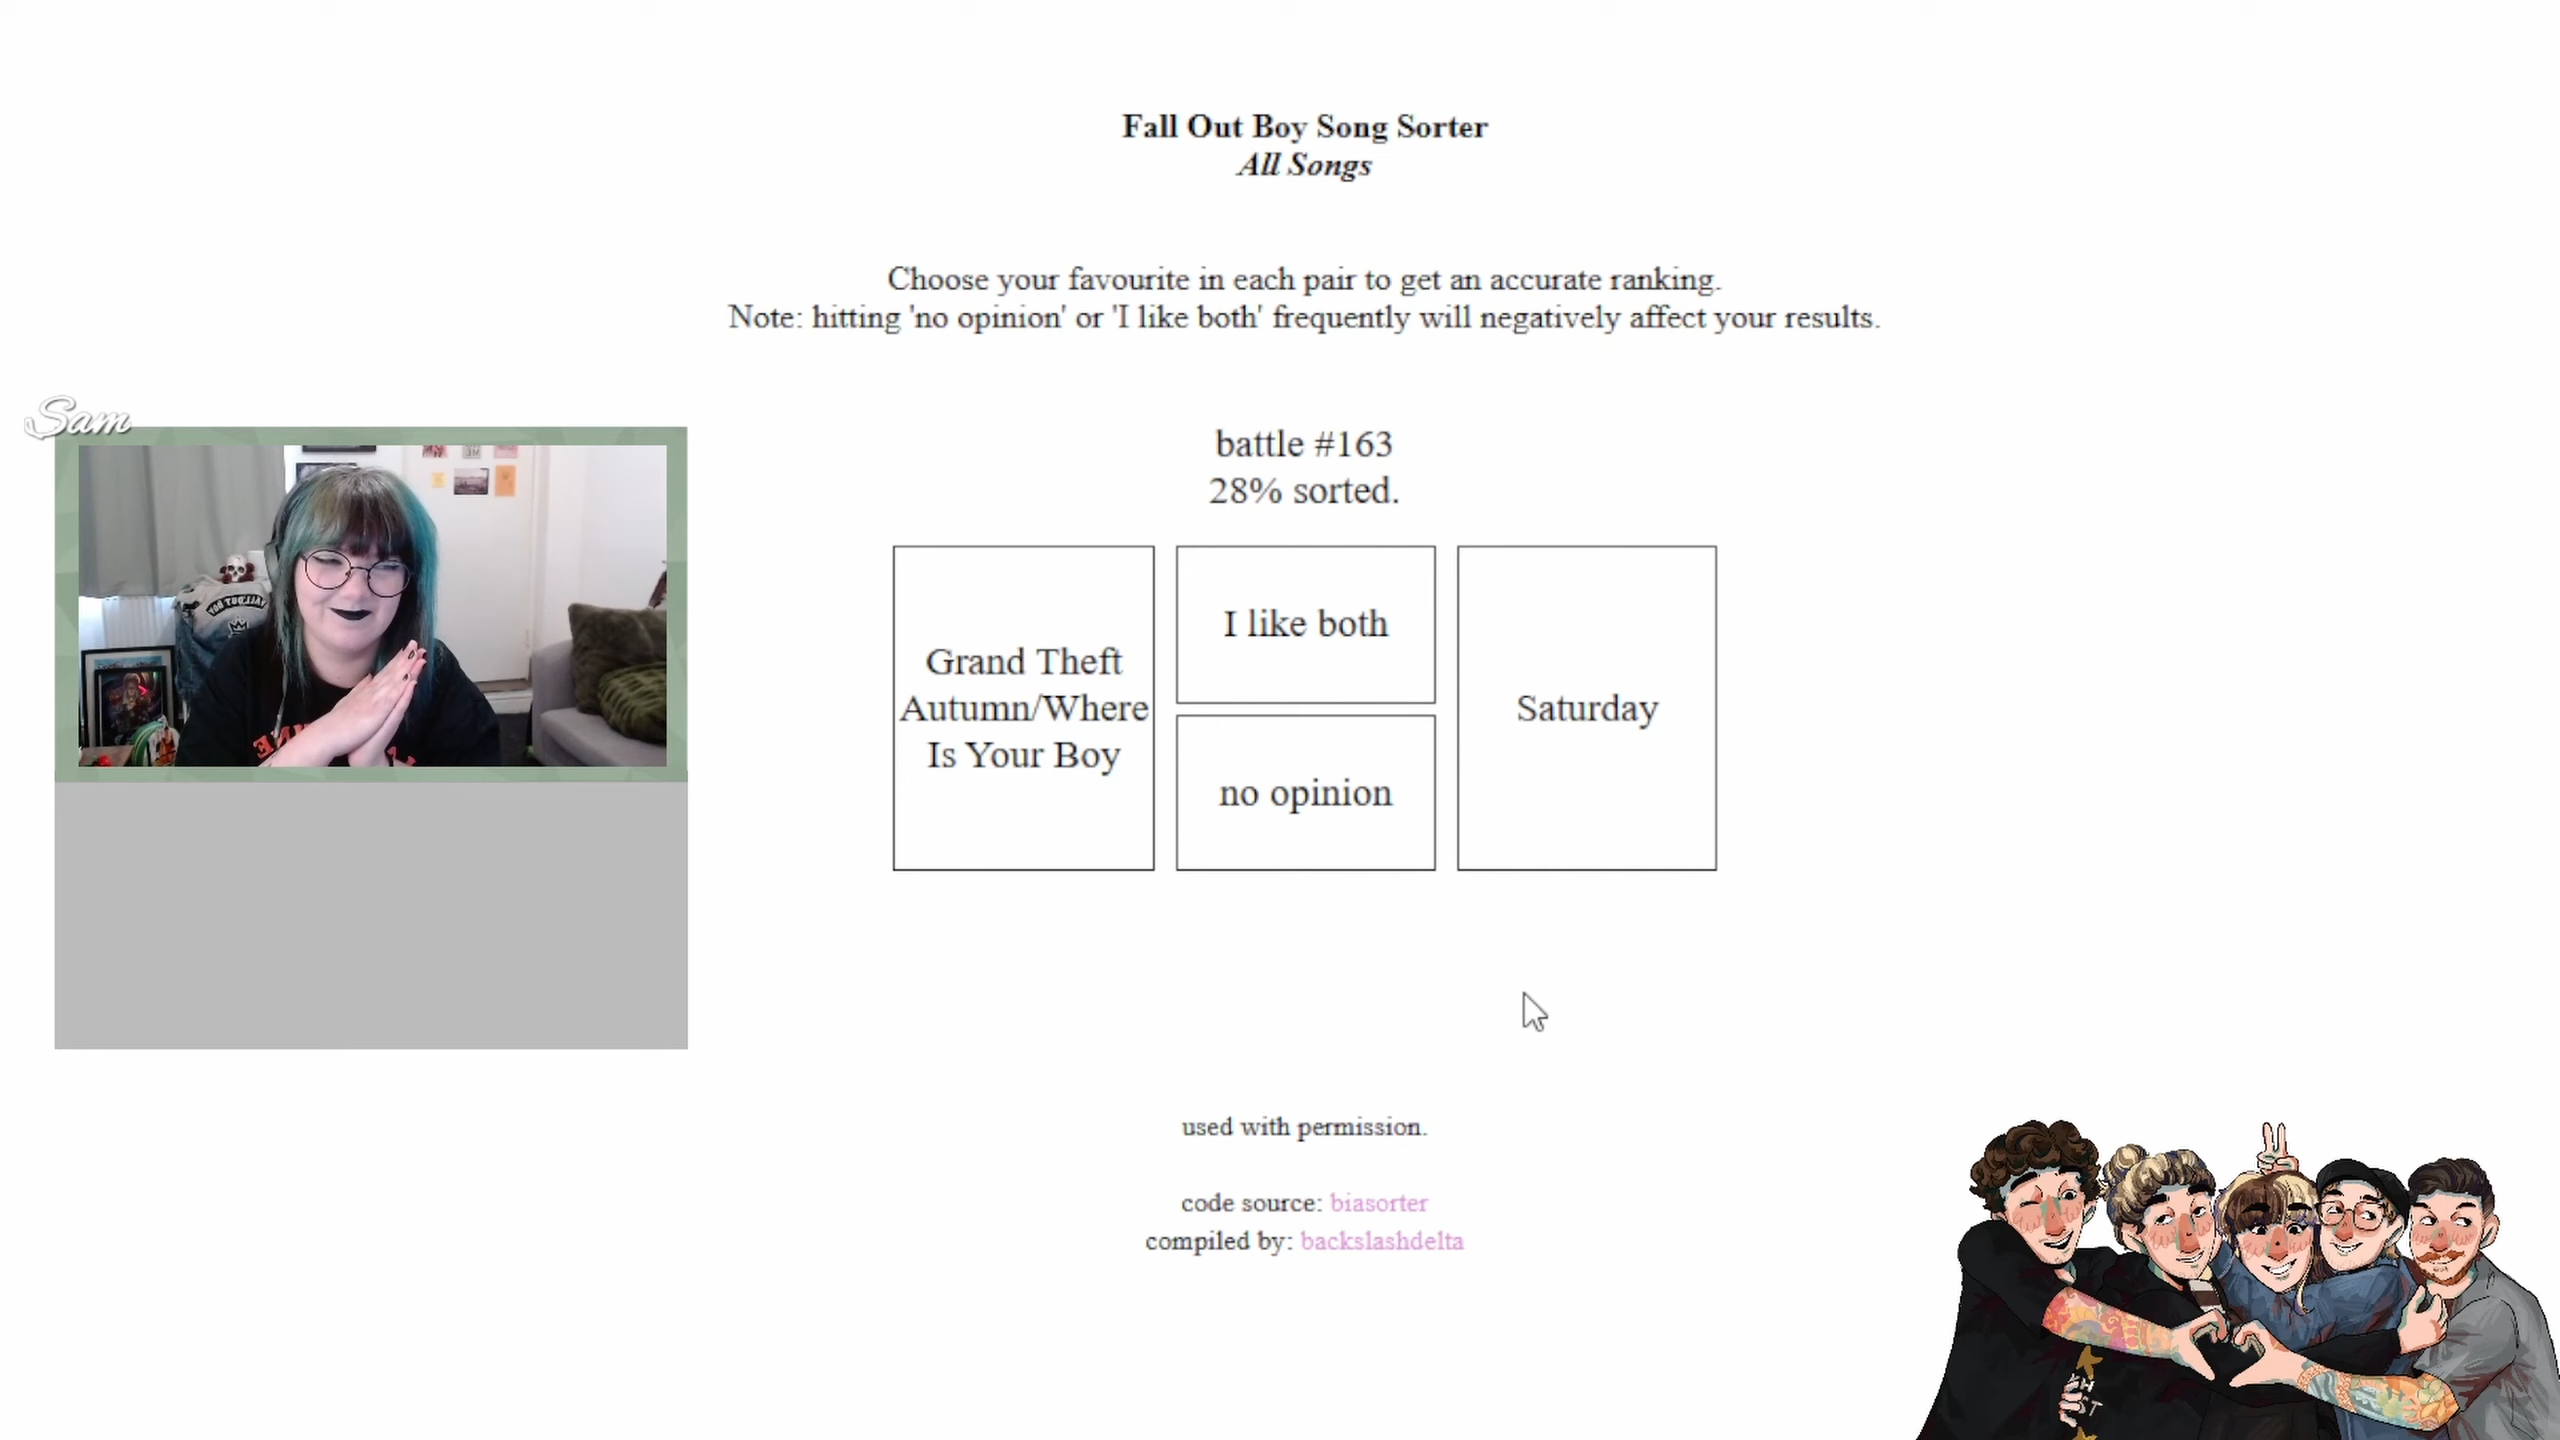 Fall Out Boy Song Sorter
All Songs
Choose your favourite in each pair to get an accurate ranking.
Note: hitting 'no opinion' or 'I like both' frequently will negatively affect your results.
Sam
battle #163
28% sorted.
Grand Theft
Autumn/Where
Is Your Boy
I like both
no opinion
Saturday
used with permission.
code source: biasorter
compiled by: backslashdelta